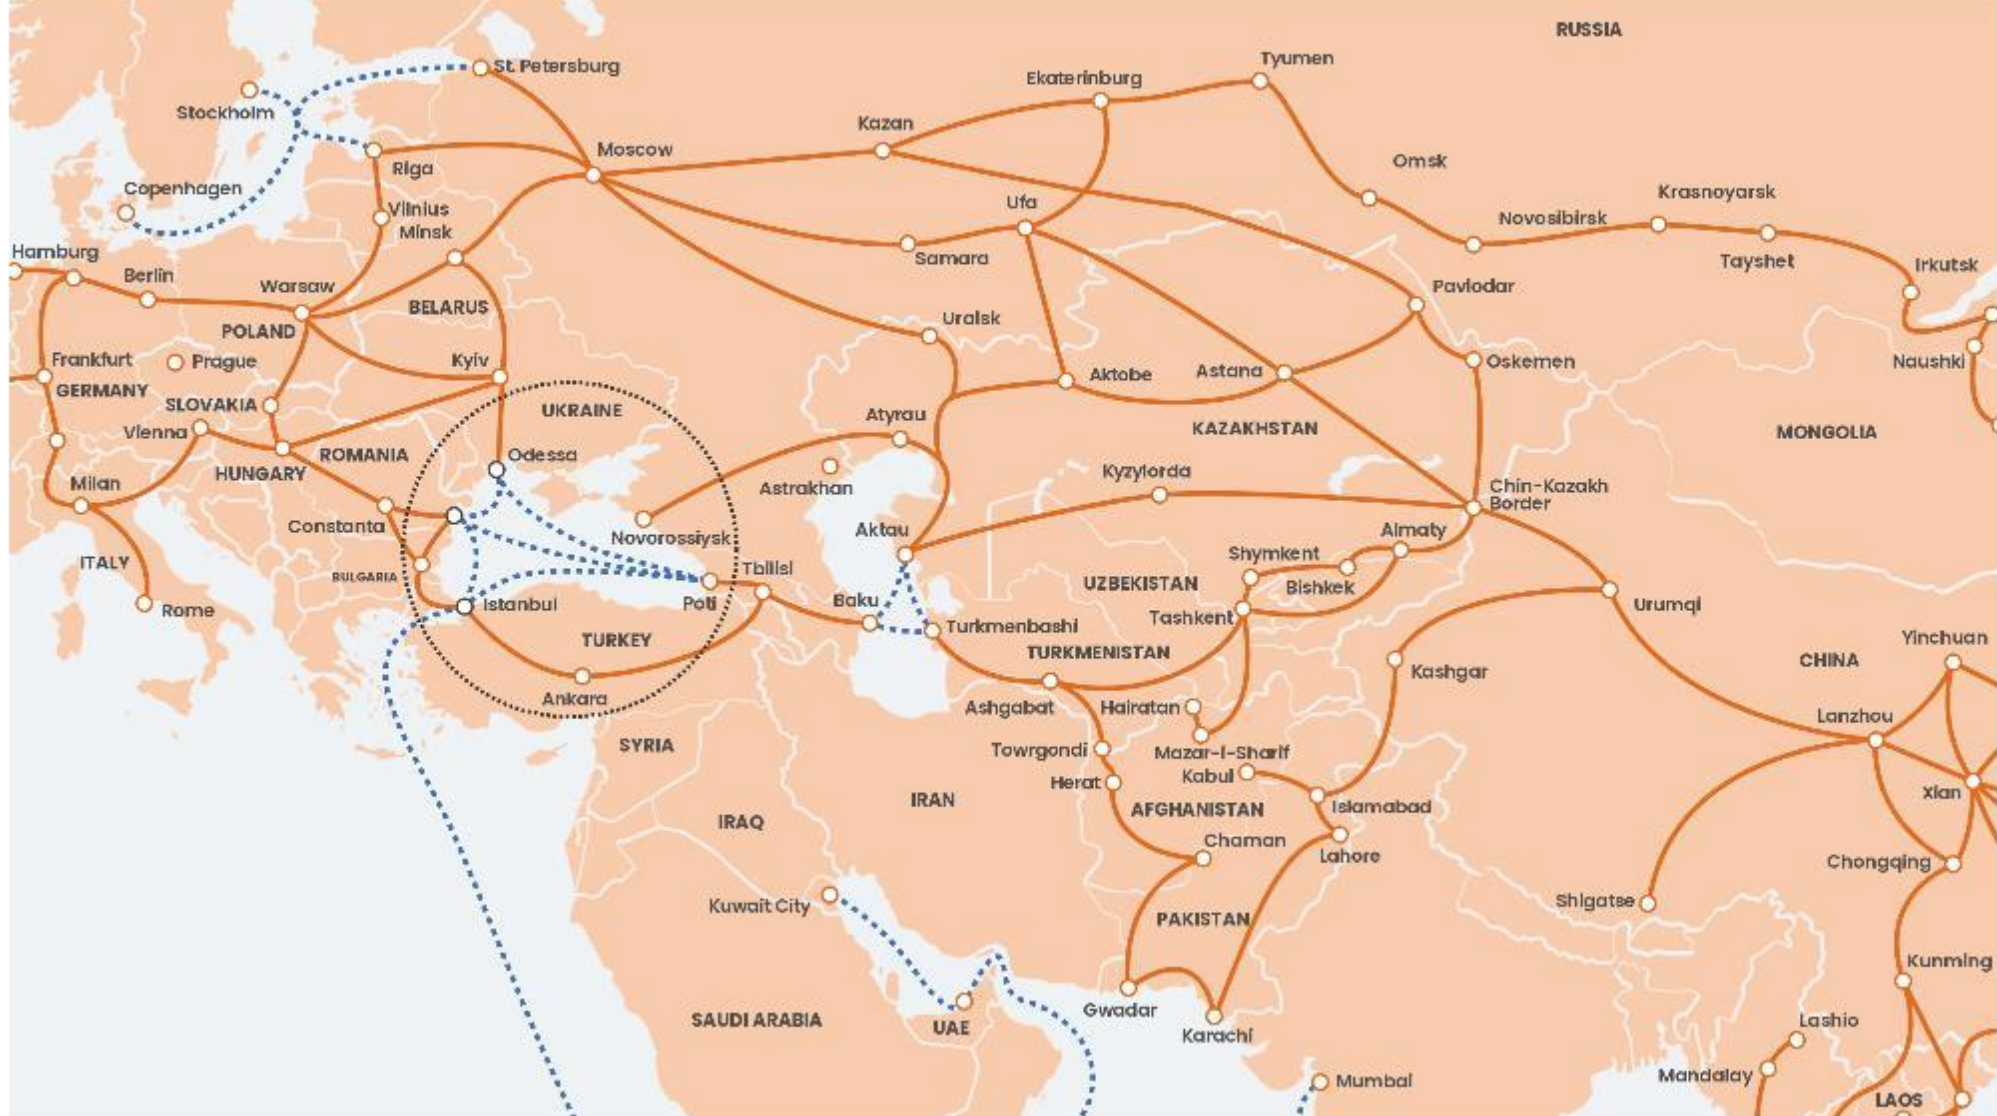 RUSSIA
Tyumen
St. Petersburg
Ekaterinburg
Stockholm
Kazan
Moscow
Omsk
Riga
Copenhagen
Krasnoyarsk
Vilnius
Ufa
Novosibirsk
Minsk
Hamburg
Samara
Tayshet
Irkutsk
Berlin
Warsaw
Pavlodar
BELARUS
POLAND
Uralsk
Frankfurt
Prague
Kyiv
Aktobe
Astana
Oskemen
Naushki
GERMANY
SLOVAKIA
UKRAINE
Atyrau
KAZAKHSTAN
MONGOLIA
Vienna
ROMANIA
Odessa
HUNGARY
Kyzylorda
Milan
Astrakhan
Chin-Kazakh
Border
Constanta
Novorossiysk
Aktau
Almaty
ITALY
Shymkent
BULGARIA
Tbilisi
UZBEKISTAN
Bishkek
Rome
Istanbul
Poti
Baku
Tashkent
Urumqi
Turkmenbashi
TURKEY
TURKMENISTAN
Yinchuan
CHINA
Kashgar
Ankara
Ashgabat
Hairatan
Lanzhou
SYRIA
Towrgondi
Mazar-i-Sharif
Herat
Kabul
Xian
IRAN
AFGHANISTAN
Islamabad
IRAQ
Chaman
Lahore
Chongqing
Kuwait City
Shigatse
PAKISTAN
Kunming
Gwadar
SAUDI ARABIA
UAE
Karachi
Lashio
Mumbai
Mandalay
LAOS